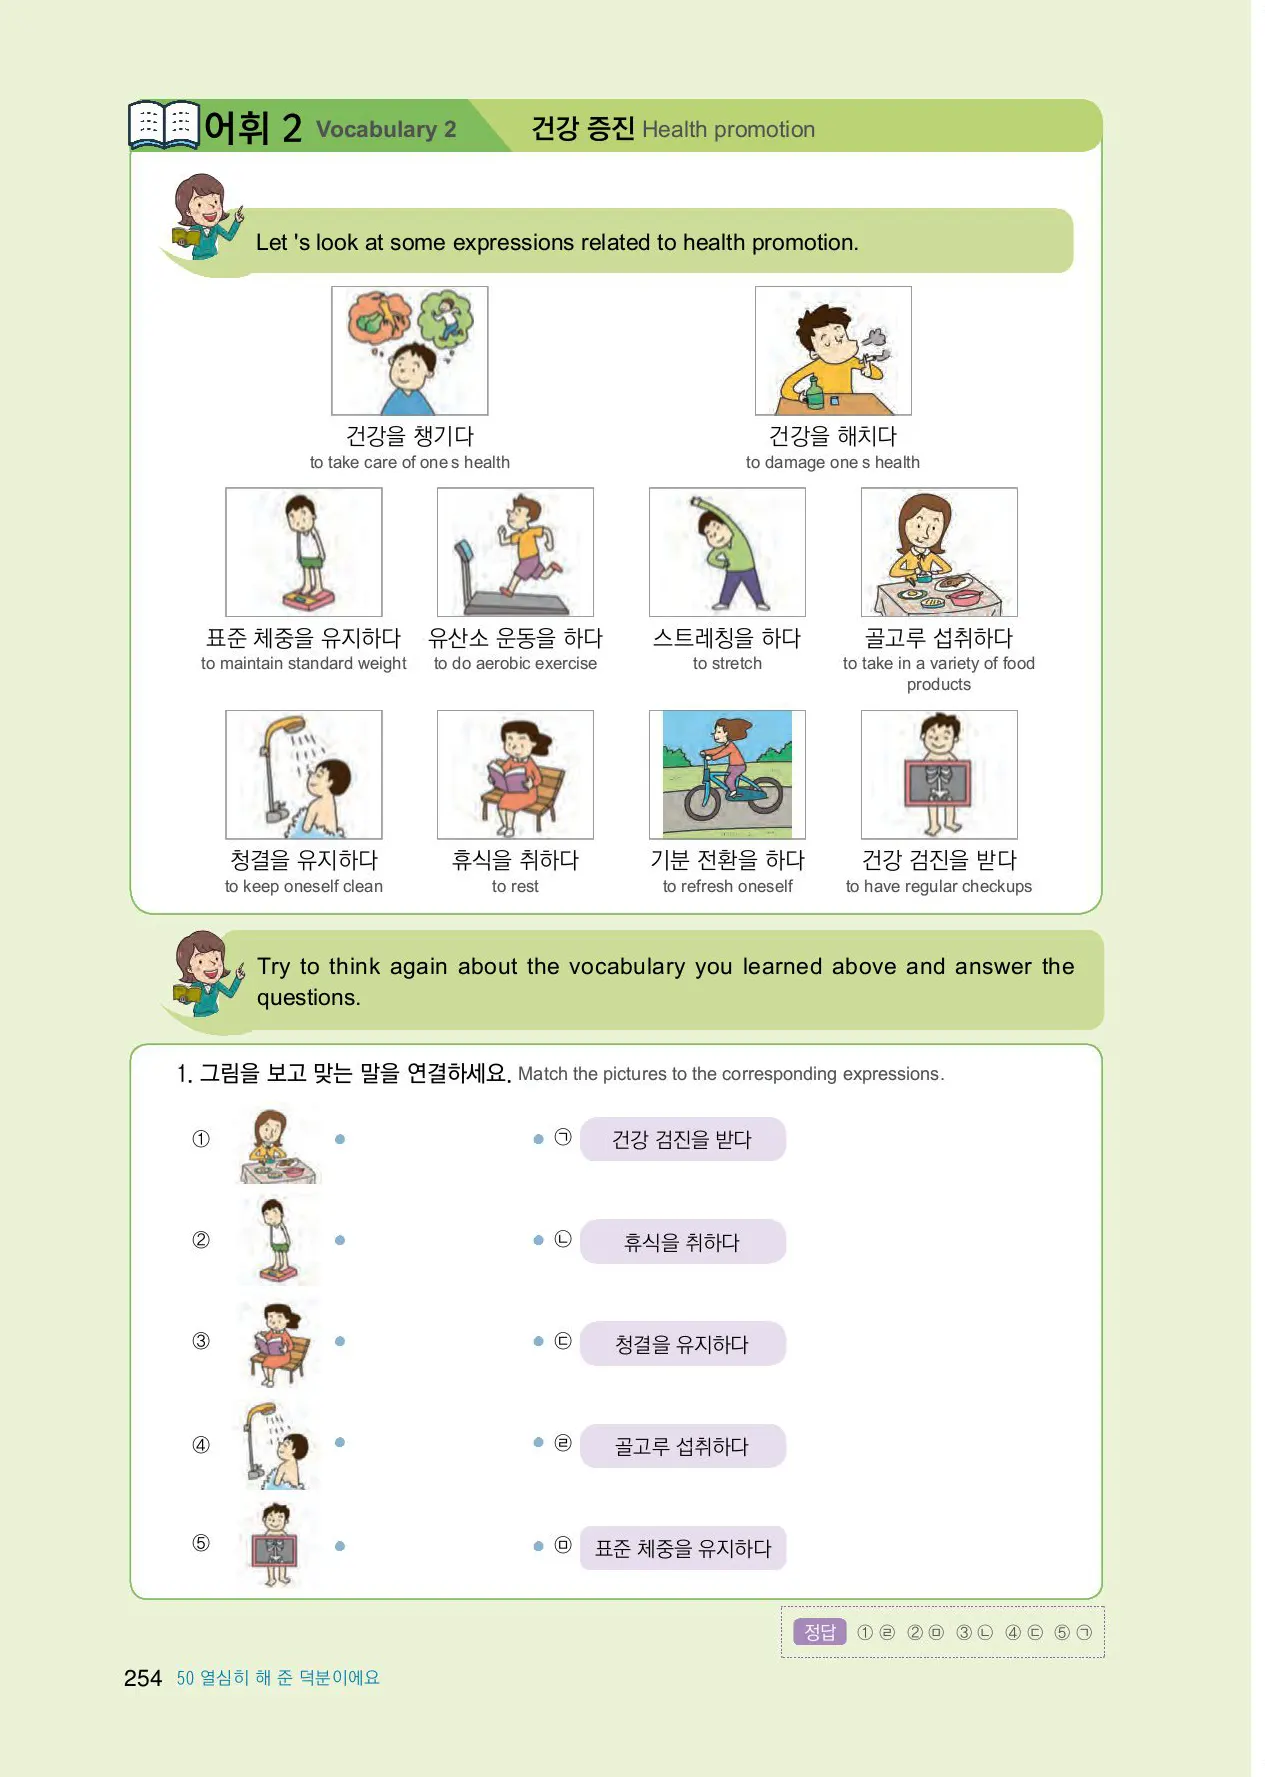 어휘 2 Vocabulary 2 건강 증진 Health promotion
Let 's look at some expressions related to health promotion.
건강을 챙기다 건강을 해치다
to take care of one s health to damage one s health
표준 체중을 유지하다 유산소 운동을 하다 스트레칭을 하다 골고루 섭취하다
to maintain standard weight to do aerobic exercise to stretch to take in a variety of food
products
청결을 유지하다 휴식을 취하다 기분 전환을 하다 건강 검진을 받다
to keep oneself clean to rest to refresh oneself to have regular checkups
Try to think again about the vocabulary you learned above and answer the
questions.
1. 그림을 보고 맞는 말을 연결하세요. Match the pictures to the corresponding expressions.
① ㉠ 건강 검진을 받다
② ㉡ 휴식을 취하다
③ ㉢ 청결을 유지하다
④ ㉣ 골고루 섭취하다
⑤ ㉤ 표준 체중을 유지하다
정답 ① ㉣ ② ㉤ ③ ㉡ ④ ㉢ ⑤ ㉠
254 50 열심히 해 준 덕분이에요